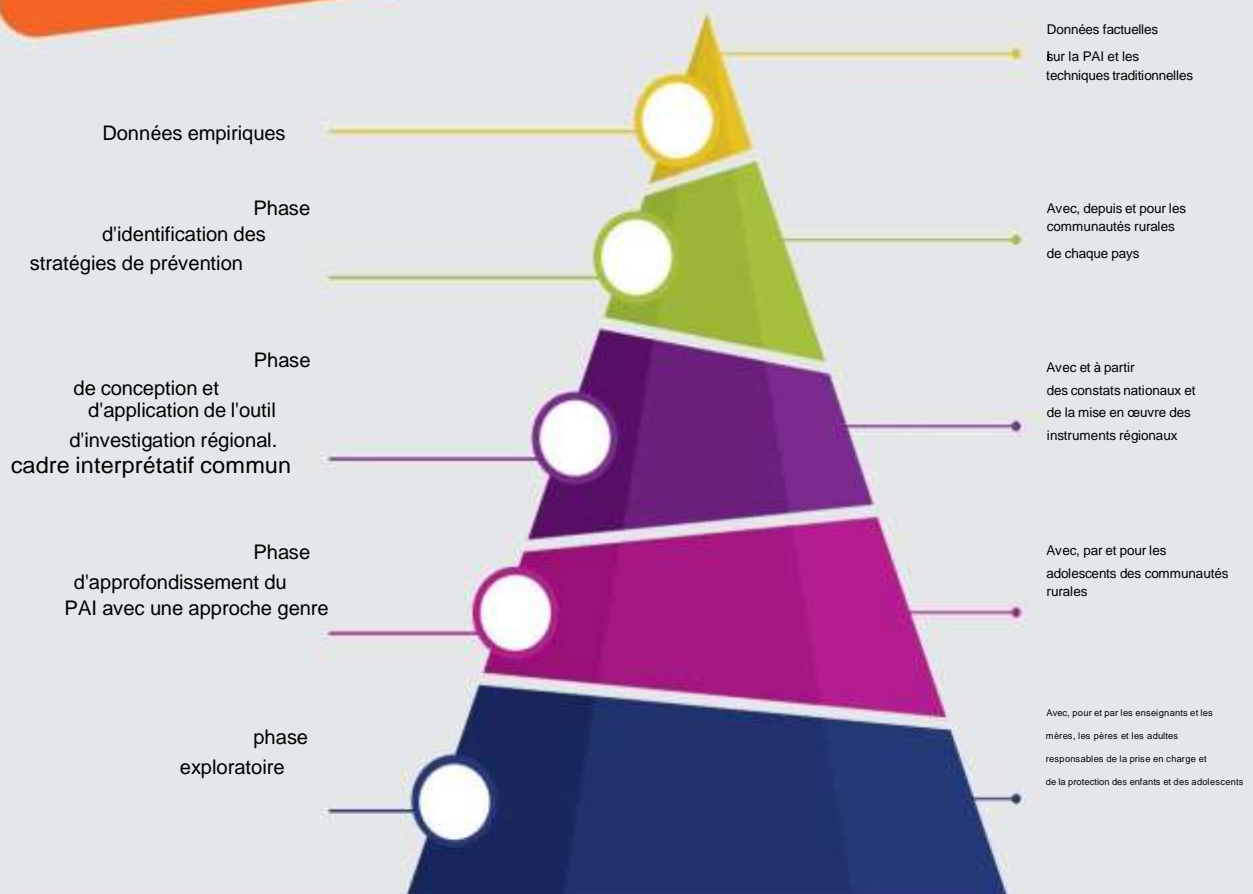 Données factuelles
sur la PAI et les
techniques traditionnelles
Données empiriques
Phase
d'identification des
stratégies de prévention
Avec, depuis et pour les
communautés rurales
de chaque pays
Phase
de conception et
d'application de l'outil
d'investigation régional.
cadre interprétatif commun
Avec et à partir
des constats nationaux et
de la mise en œuvre des
instruments régionaux
Phase
d'approfondissement du
PAI avec une approche genre
Avec, par et pour les
adolescents des communautés
rurales
phase
exploratoire
Avec, pour et par les enseignants et les
mères, les pères et les adultes
responsables de la prise en charge et
de la protection des enfants et des adolescents